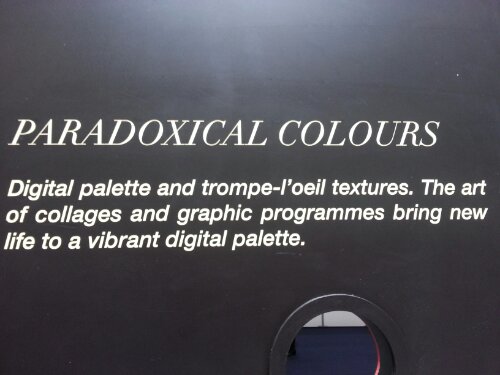 PARADOXICAL COLOURS
Digital palette and trompe-l'oeil textures. The art
of collages and graphic programmes bring new
life to a vibrant digital palette.